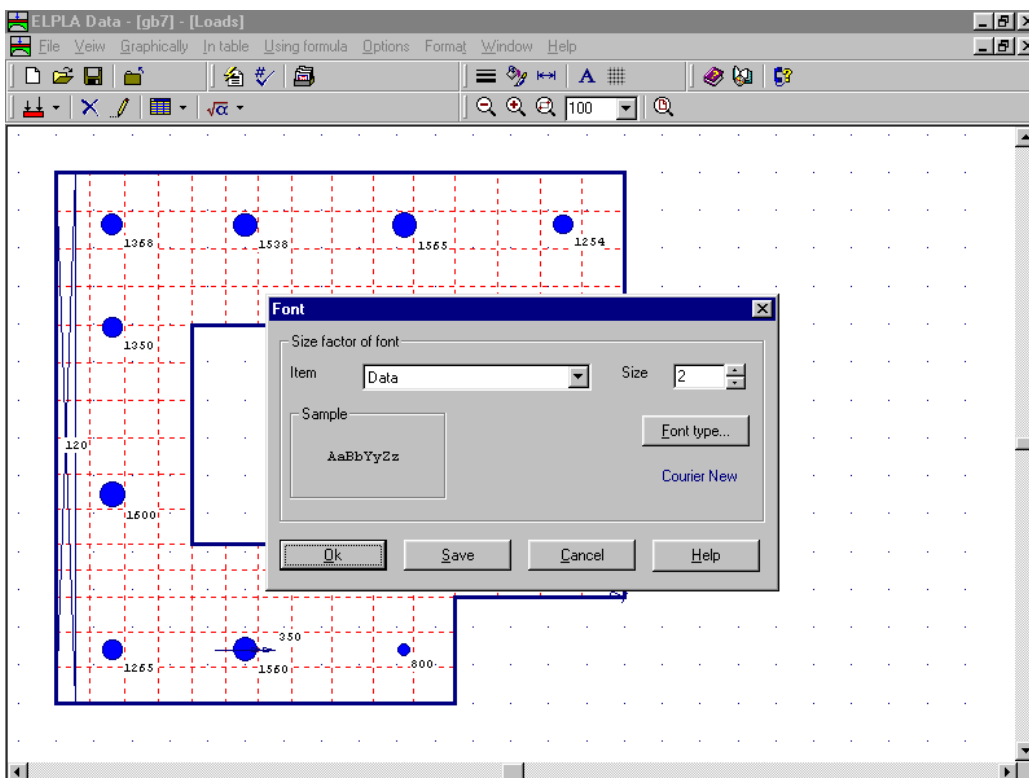 ELPLA Data - [gb7] - [Loads]
File Veiw Graphically In table Using formula Options Format Window Help
100
1368 1538 1565 1254
Font
Size factor of font
1350
Item Data Size 2
Sample
Font type...
120
AaBbYyZz
Courier New
1600
Ok Save Cancel Help
350
1265 1560 800